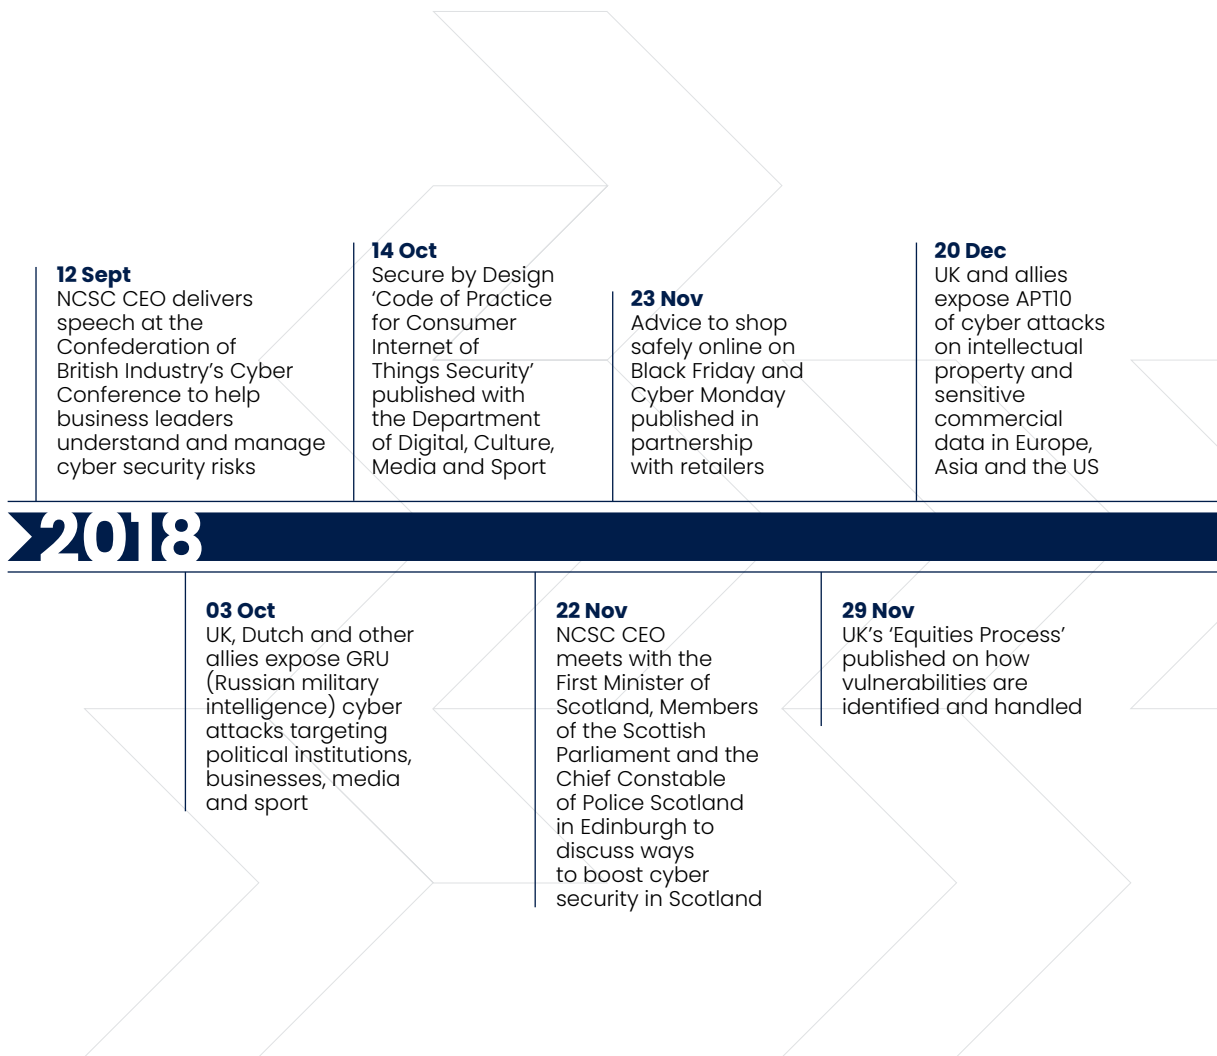 12 Sept
NCSC CEO delivers
speech at the
Confederation of
British Industry’s Cyber
Conference to help
business leaders
understand and manage
cyber security risks
14 Oct
Secure by Design
‘Code of Practice
for Consumer
Internet of
Things Security’
published with
the Department
of Digital, Culture,
Media and Sport
23 Nov
Advice to shop
safely online on
Black Friday and
Cyber Monday
published in
partnership
with retailers
20 Dec
UK and allies
expose APT10
of cyber attacks
on intellectual
property and
sensitive
commercial
data in Europe,
Asia and the US
2018
03 Oct
UK, Dutch and other
allies expose GRU
(Russian military
intelligence) cyber
attacks targeting
political institutions,
businesses, media
and sport
22 Nov
NCSC CEO
meets with the
First Minister of
Scotland, Members
of the Scottish
Parliament and the
Chief Constable
of Police Scotland
in Edinburgh to
discuss ways
to boost cyber
security in Scotland
29 Nov
UK’s ‘Equities Process’
published on how
vulnerabilities are
identified and handled